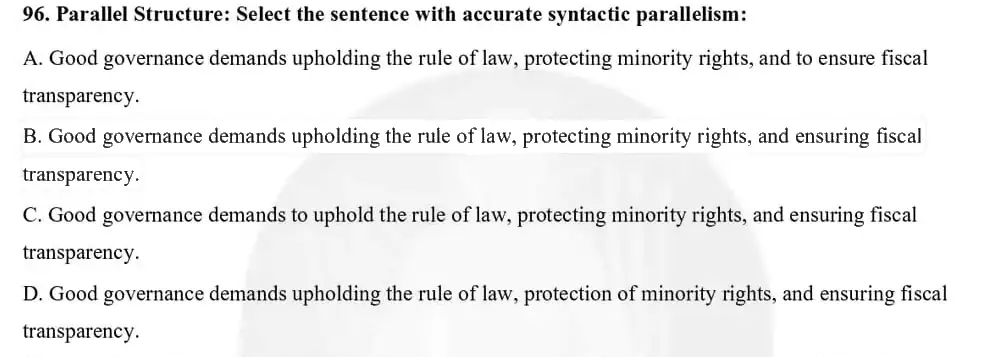 96. Parallel Structure: Select the sentence with accurate syntactic parallelism:
A. Good governance demands upholding the rule of law, protecting minority rights, and to ensure fiscal
transparency.
B. Good governance demands upholding the rule of law, protecting minority rights, and ensuring fiscal
transparency.
C. Good governance demands to uphold the rule of law, protecting minority rights, and ensuring fiscal
transparency.
D. Good governance demands upholding the rule of law, protection of minority rights, and ensuring fiscal
transparency.